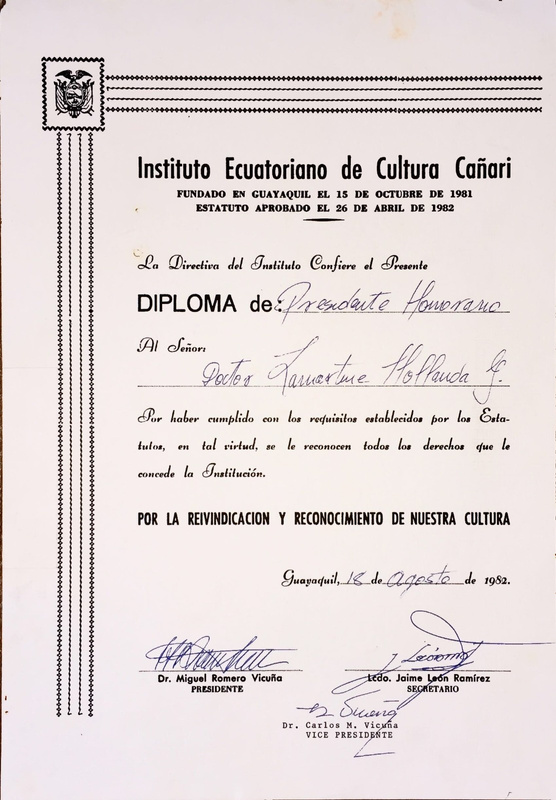 Instituto Ecuatoriano de Cultura Cañari
FUNDADO EN GUAYAQUIL EL 15 DE OCTUBRE DE 1981
ESTATUTO APROBADO EL 26 DE ABRIL DE 1982
La Directiva del Instituto Confiere el Presente
DIPLOMA de: Presidente Honorario
Al Señor:
Doctor Lamartine Hollanda J.
Por haber cumplido con los requisitos establecidos por los Esta-
tutos, en tal virtud, se le reconocen todos los derechos que le
concede la Institución.
POR LA REIVINDICACION Y RECONOCIMIENTO DE NUESTRA CULTURA
Guayaquil, 18 de agosto de 1982.
Dr. Miguel Romero Vicuña
PRESIDENTE
Lcdo. Jaime León Ramírez
SECRETARIO
Dr. Carlos M. Vicuña
VICE PRESIDENTE